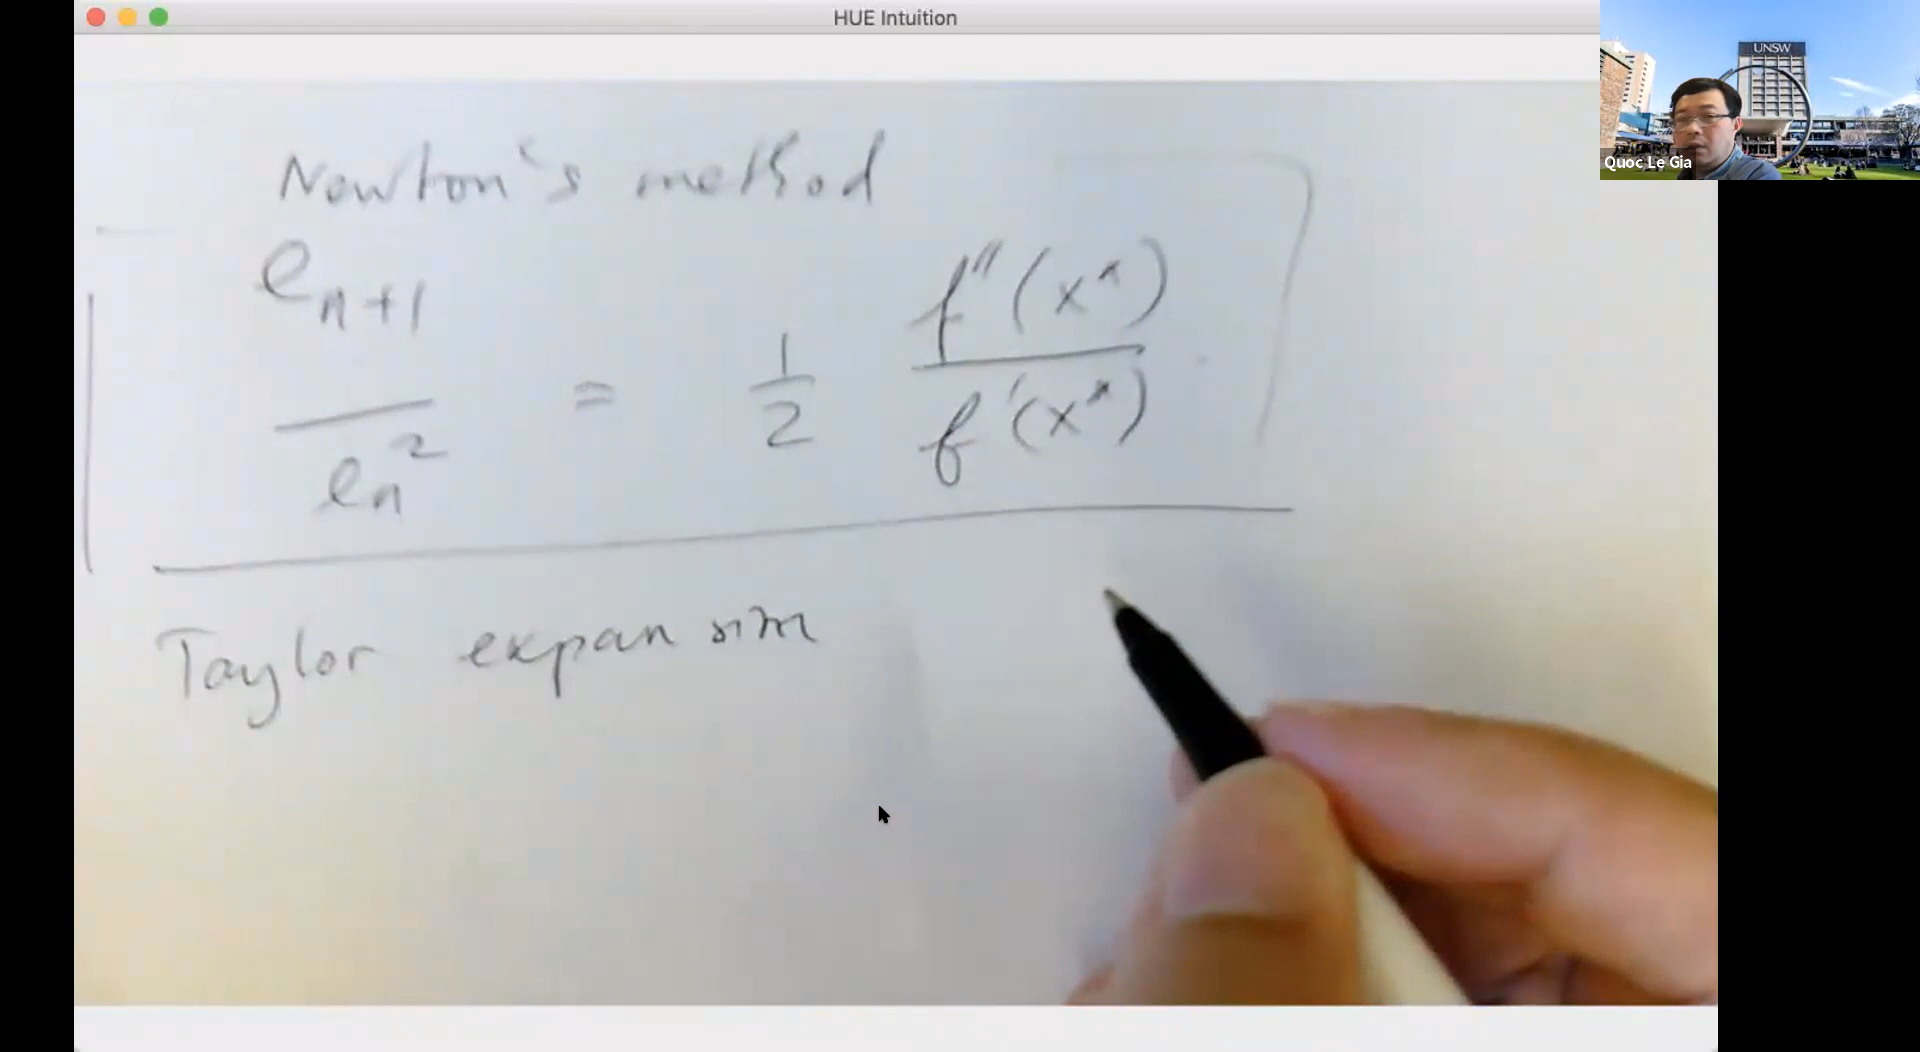 HUE Intuition
UNSW
Quoc Le Gia
Newton's method
e_{n+1} / e_n^2 = 1/2 f''(x*) / f'(x*)
Taylor expansion